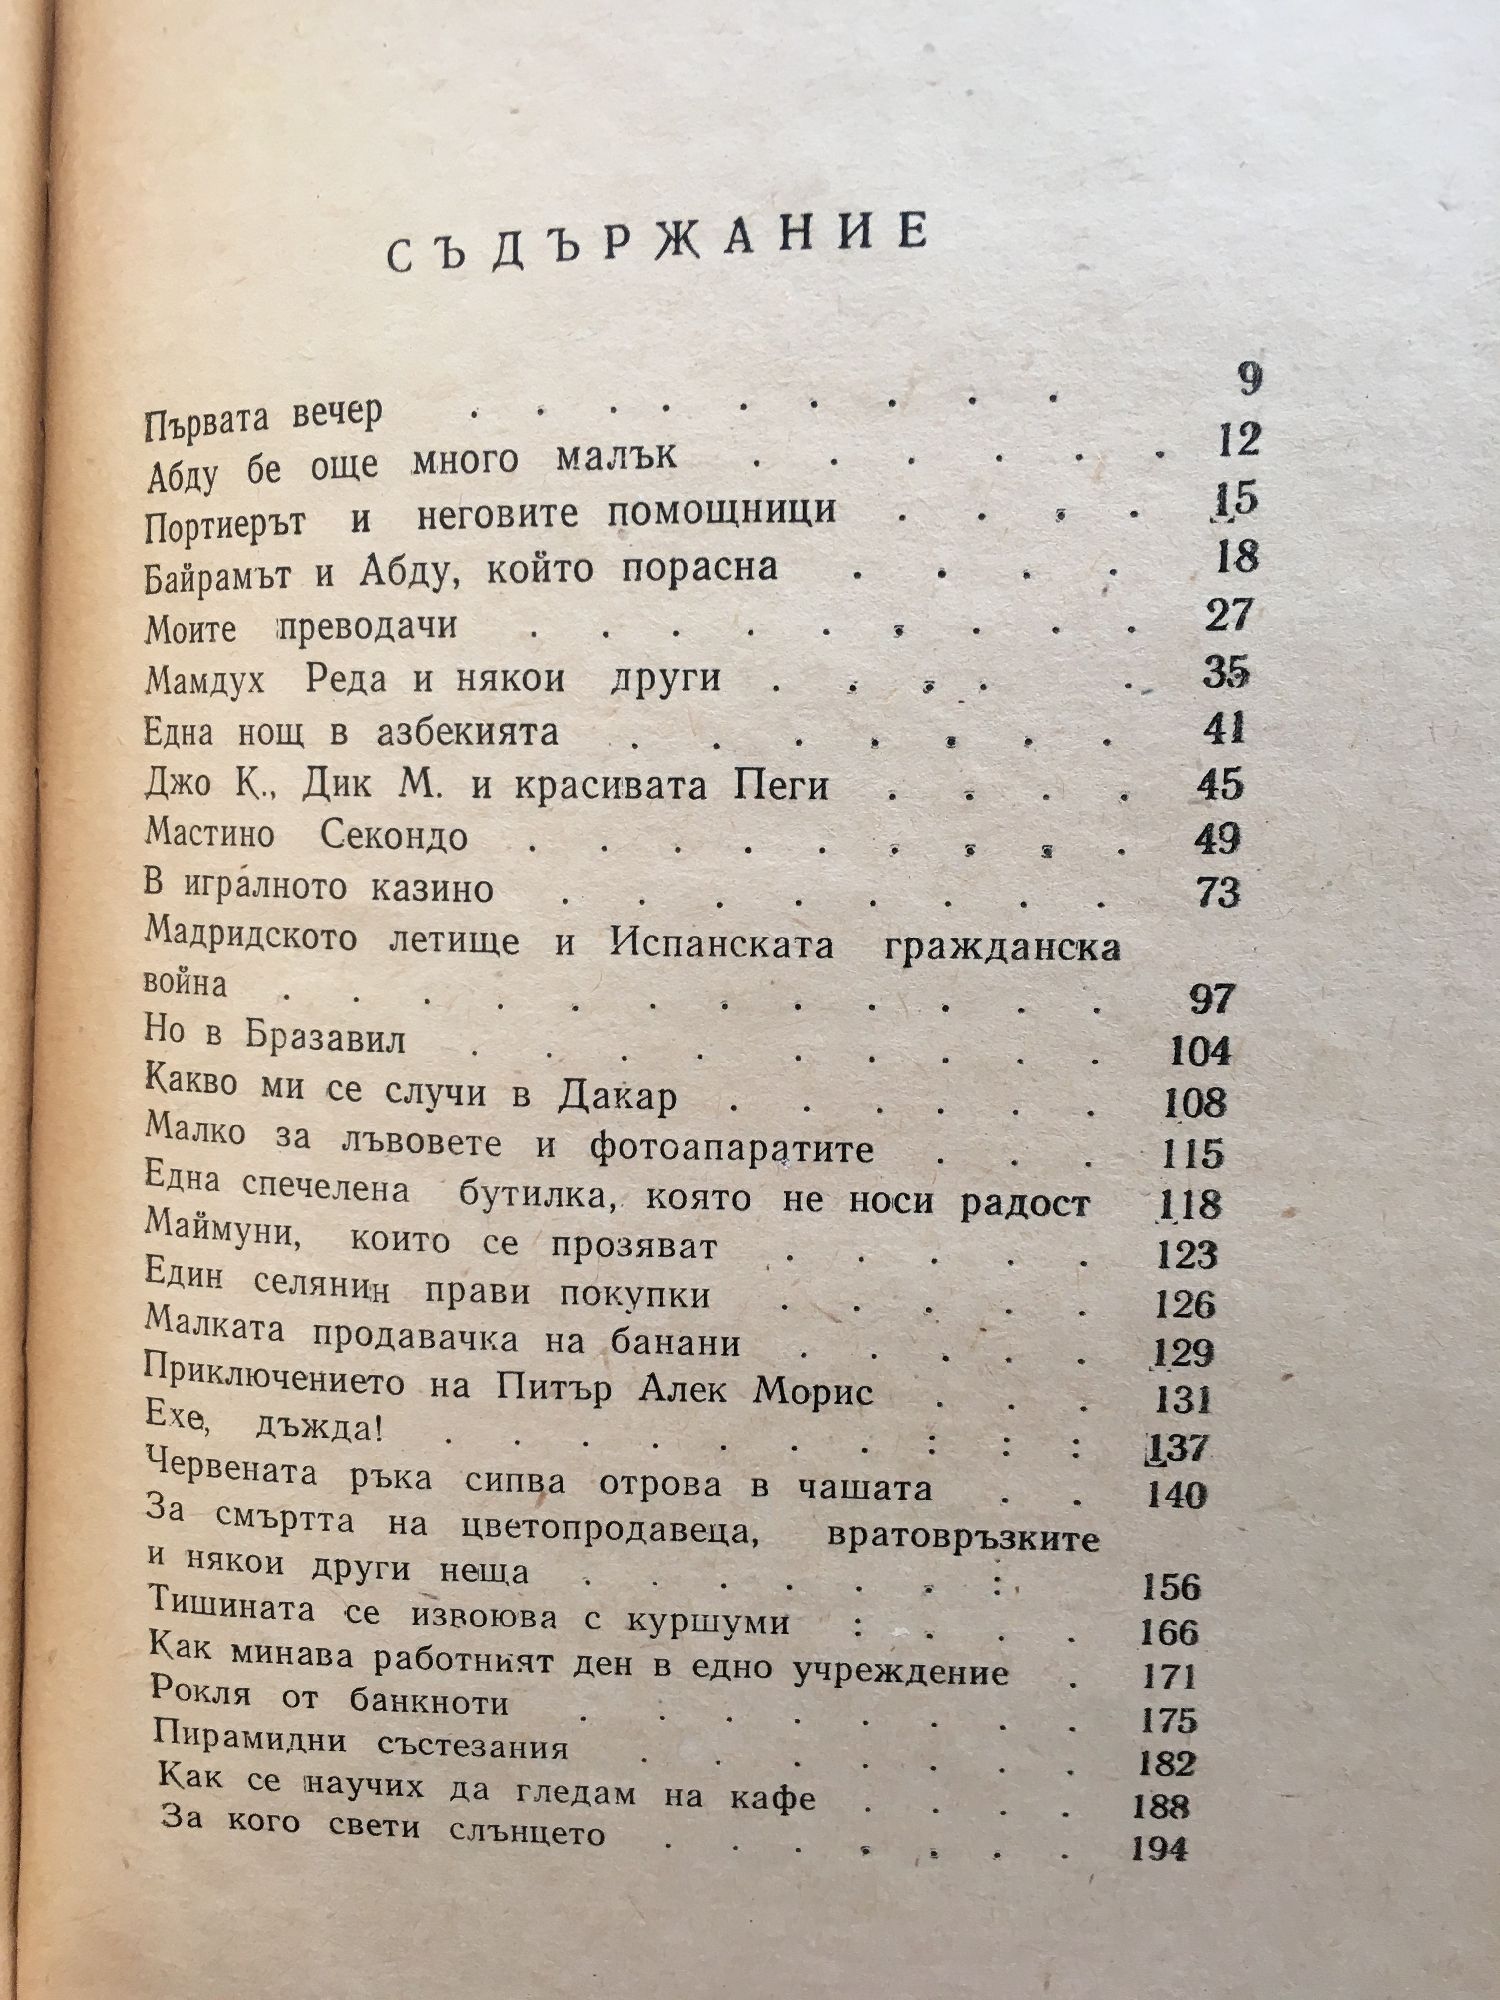 СЪДЪРЖАНИЕ
Първата вечер . . . . . . . . 9
Абду бе още много малък . . . . . . 12
Портиерът и неговите помощници . . . . 15
Байрамът и Абду, който порасна . . . . 18
Моите преводачи . . . . . . . . . 27
Мамдух Реда и някои други . . . . . 35
Една нощ в азбекията . . . . . . . 41
Джо К., Дик М. и красивата Пеги . . . . 45
Мастино Секондо . . . . . . . . . 49
В игра́лното казино . . . . . . . . 73
Мадридското летище и Испанската гражданска
война . . . . . . . . . . . . 97
Но в Бразавил . . . . . . . . . 104
Какво ми се случи в Дакар . . . . . . 108
Малко за лъвовете и фотоапаратите . . . 115
Една спечелена бутилка, която не носи радост 118
Маймуни, които се прозяват . . . . . 123
Един селянин прави покупки . . . . . 126
Малката продавачка на банани . . . . . 129
Приключението на Питър Алек Морис . . . 131
Ехе, дъжда! . . . . . . . : : : 137
Червената ръка сипва отрова в чашата . . 140
За смъртта на цветопродавеца, вратовръзките
и някои други неща . . . . . . : 156
Тишината се извоюва с куршуми : . . . 166
Как минава работният ден в едно учреждение . 171
Рокля от банкноти . . . . . . . . 175
Пирамидни състезания . . . . . . . 182
Как се научих да гледам на кафе . . . . 188
За кого свети слънцето . . . . . . . 194